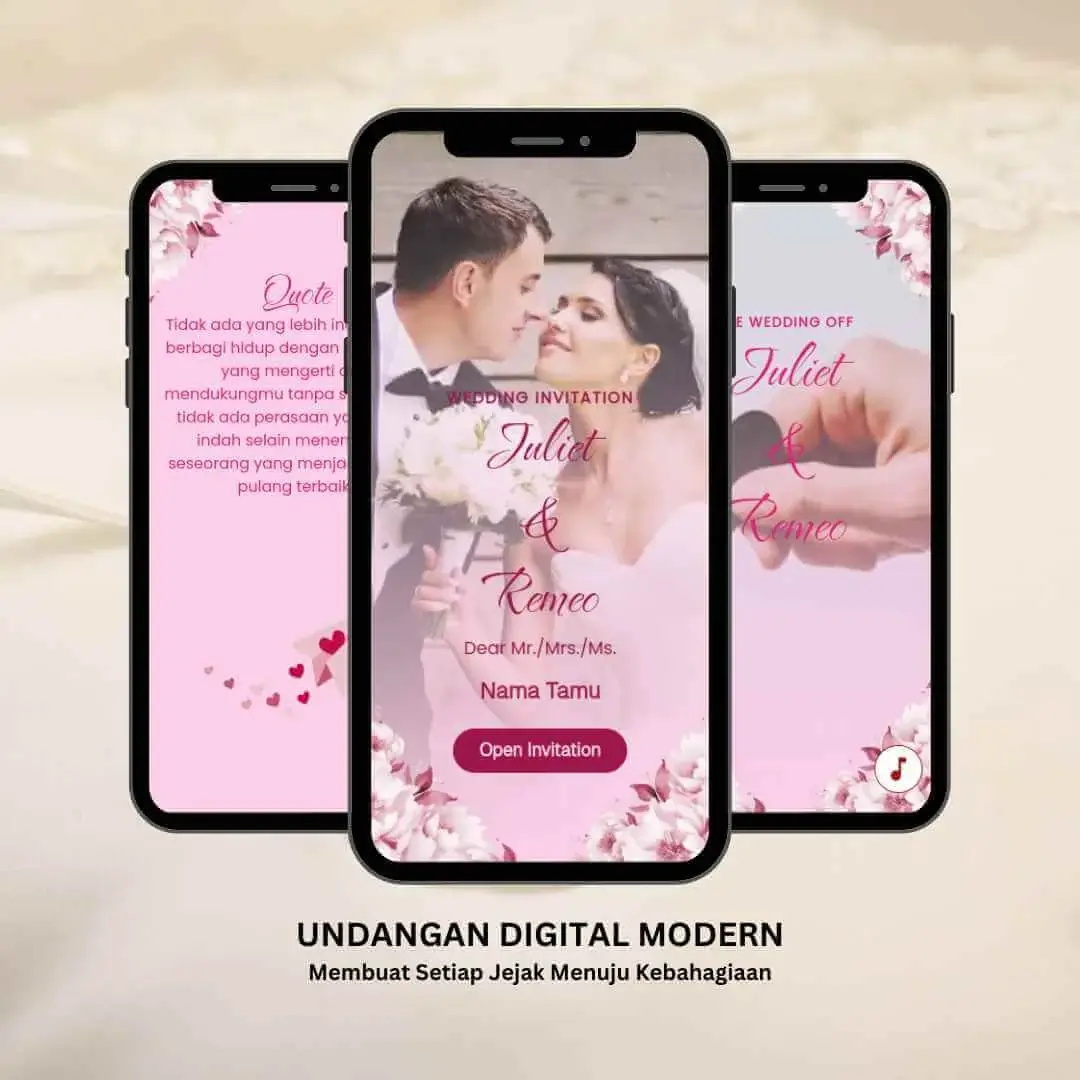 Quote
Tidak ada yang lebih in
berbagi hidup dengan
yang mengerti
mendukungmu tanpa s
tidak ada perasaan ya
indah selain mener
seseorang yang menja
pulang terbaik
WEDDING INVITATION
Juliet
&
Remeo
Dear Mr./Mrs./Ms.
Nama Tamu
Open Invitation
E WEDDING OFF
Juliet
&
Remeo
UNDANGAN DIGITAL MODERN
Membuat Setiap Jejak Menuju Kebahagiaan